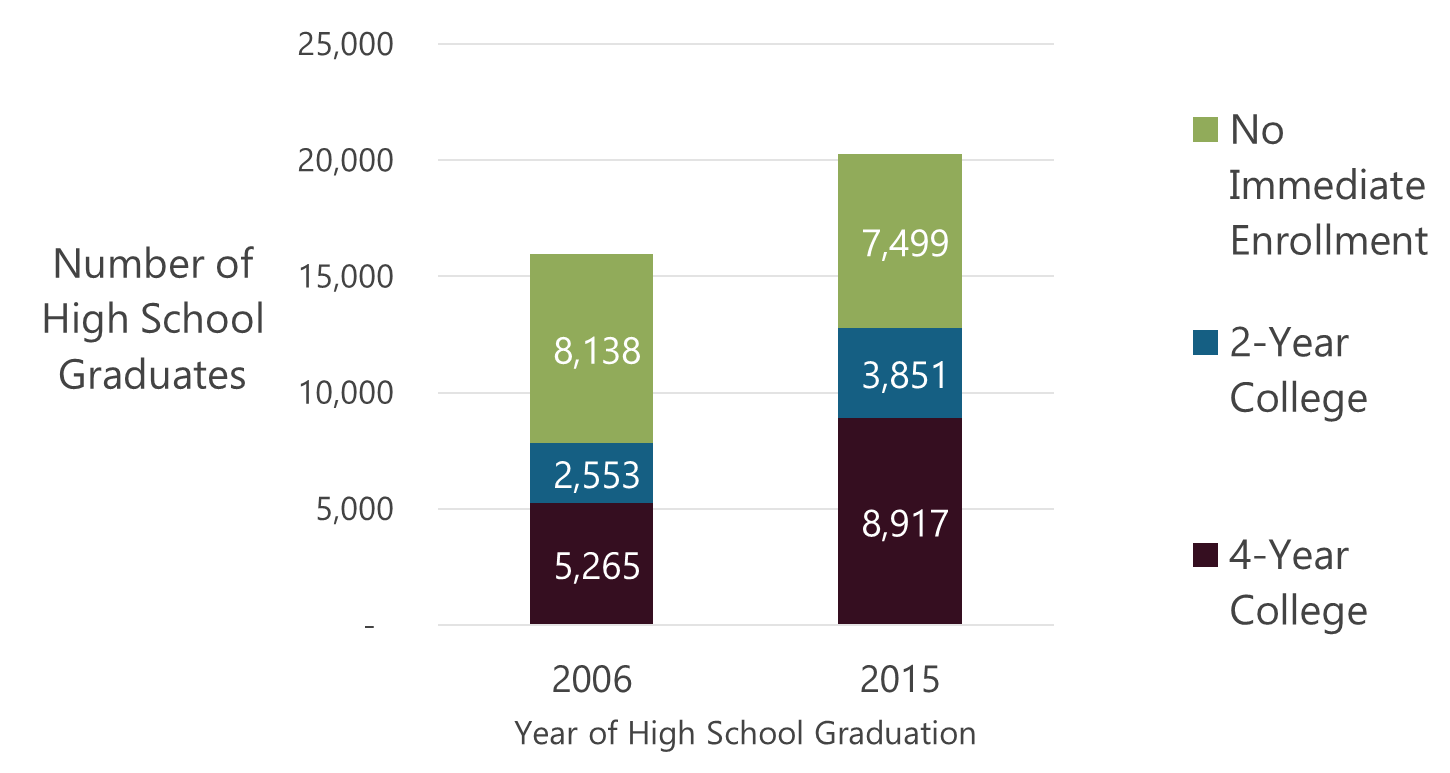 25,000
20,000
15,000
10,000
5,000
-
Number of
High School
Graduates
8,138
2,553
5,265
7,499
3,851
8,917
2006
2015
Year of High School Graduation
No
Immediate
Enrollment
2-Year
College
4-Year
College